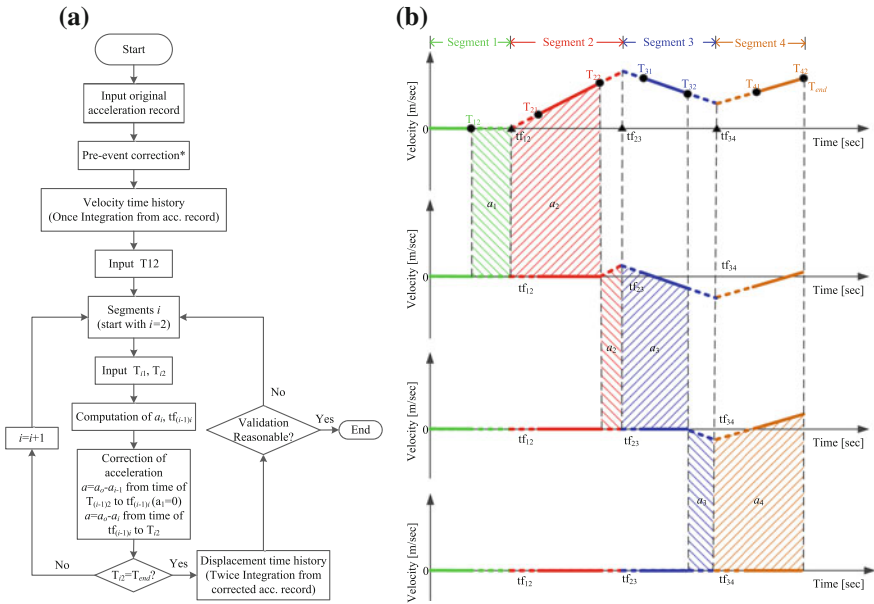 (a)
Start
Input original
acceleration record
Pre-event correction*
Velocity time history
(Once Integration from acc. record)
Input T12
Segments i
(start with i=2)
Input Ti1, Ti2
Computation of ai, tf(i-1)i
Correction of
acceleration
a=ao-ai-1 from time of
T(i-1)2 to tf(i-1)i (a1=0)
a=ao-ai from time of
tf(i-1)i to Ti2
Ti2=Tend?
No
Yes
i=i+1
Displacement time history
(Twice Integration from
corrected acc. record)
Validation
Reasonable?
No
Yes
End
(b)
Segment 1
Segment 2
Segment 3
Segment 4
Velocity [m/sec]
0
T12
T21
T22
T31
T32
T41
T42
Tend
tf12
tf23
tf34
Time [sec]
a1
a2
Velocity [m/sec]
0
tf12
tf23
tf34
Time [sec]
a2
a3
Velocity [m/sec]
0
tf12
tf23
tf34
Time [sec]
a3
a4
Velocity [m/sec]
0
tf12
tf23
tf34
Time [sec]